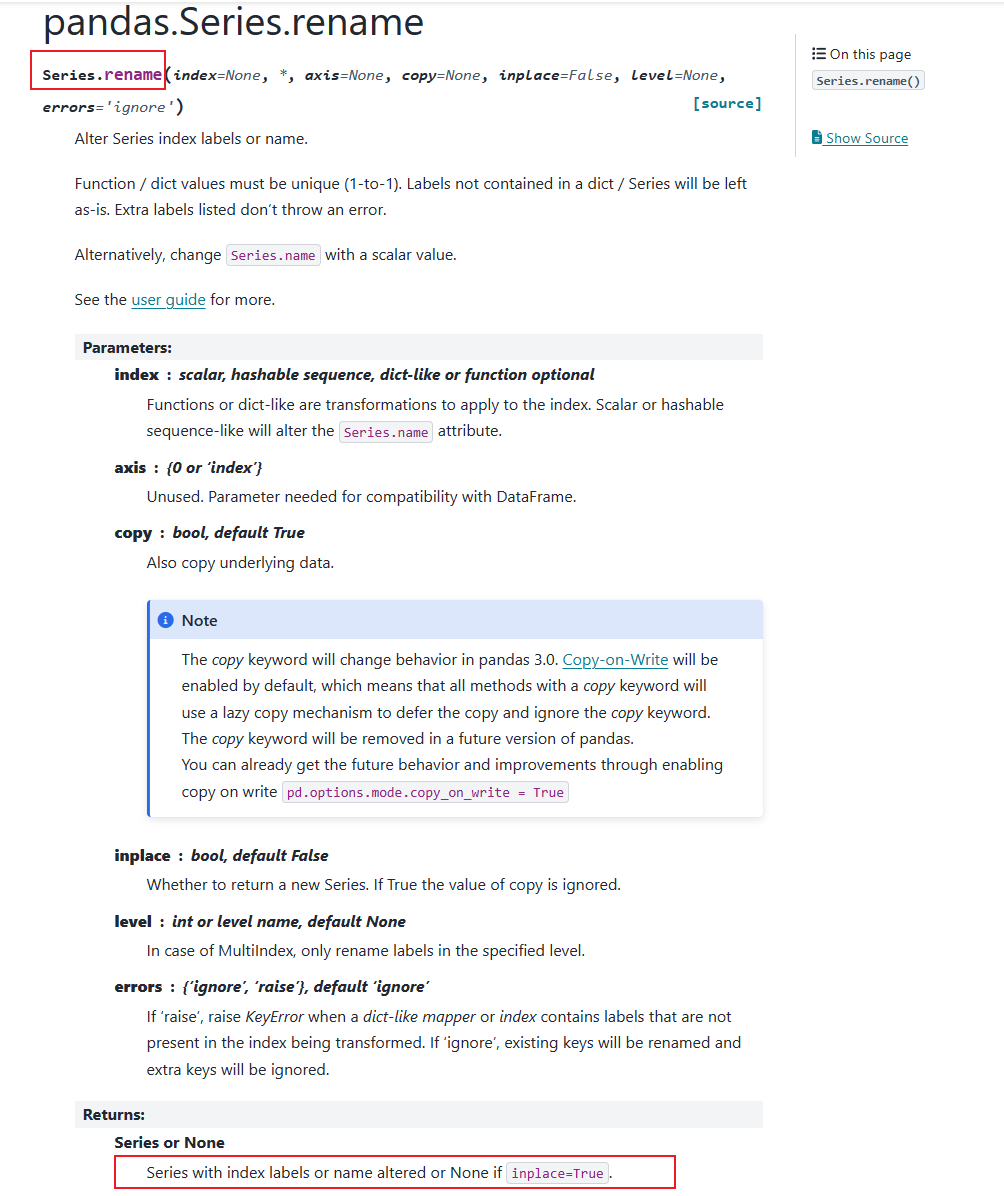 pandas.Series.rename
Series.rename(index=None, *, axis=None, copy=None, inplace=False, level=None,
errors='ignore')
[source]
Alter Series index labels or name.
Function / dict values must be unique (1-to-1). Labels not contained in a dict / Series will be left
as-is. Extra labels listed don’t throw an error.
Alternatively, change Series.name with a scalar value.
See the user guide for more.
Parameters:
index : scalar, hashable sequence, dict-like or function optional
Functions or dict-like are transformations to apply to the index. Scalar or hashable
sequence-like will alter the Series.name attribute.
axis : {0 or ‘index’}
Unused. Parameter needed for compatibility with DataFrame.
copy : bool, default True
Also copy underlying data.
Note
The copy keyword will change behavior in pandas 3.0. Copy-on-Write will be
enabled by default, which means that all methods with a copy keyword will
use a lazy copy mechanism to defer the copy and ignore the copy keyword.
The copy keyword will be removed in a future version of pandas.
You can already get the future behavior and improvements through enabling
copy on write pd.options.mode.copy_on_write = True
inplace : bool, default False
Whether to return a new Series. If True the value of copy is ignored.
level : int or level name, default None
In case of MultiIndex, only rename labels in the specified level.
errors : {‘ignore’, ‘raise’}, default ‘ignore’
If ‘raise’, raise KeyError when a dict-like mapper or index contains labels that are not
present in the index being transformed. If ‘ignore’, existing keys will be renamed and
extra keys will be ignored.
Returns:
Series or None
Series with index labels or name altered or None if inplace=True.
On this page
Series.rename()
Show Source